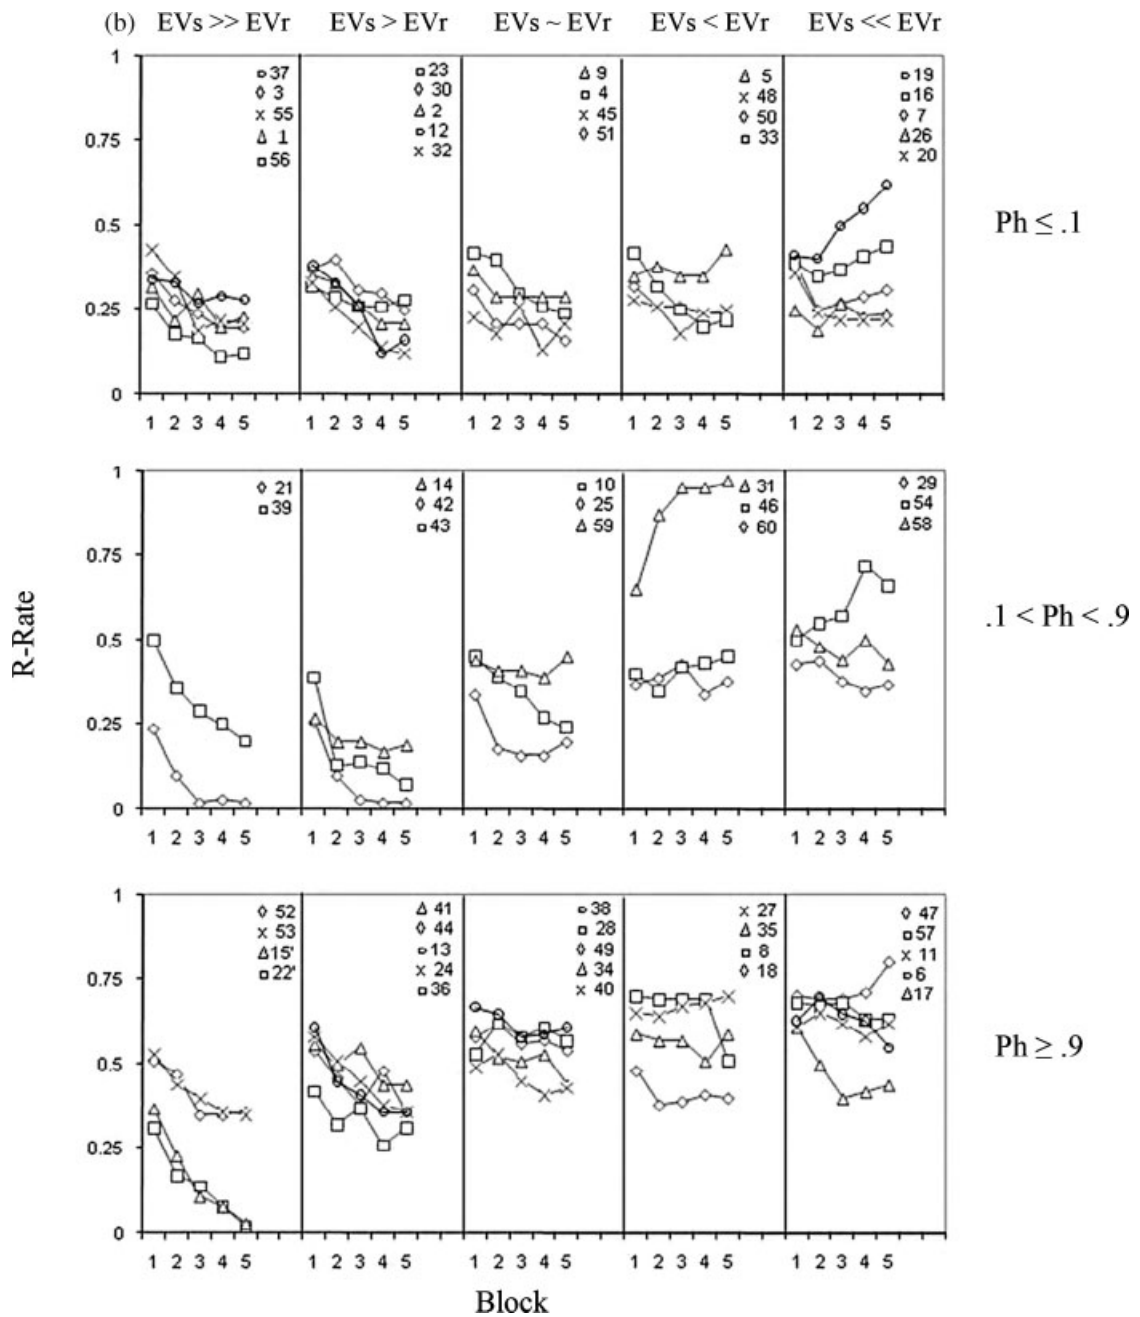 (b) EVs >> EVr EVs > EVr EVs ~ EVr EVs < EVr EVs << EVr
1 37 23 9 5 19
3 30 4 48 16
0.75 55 2 45 50 7
1 12 51 33 26
56 32 20
0.5
0.25
0
1 2 3 4 5 1 2 3 4 5 1 2 3 4 5 1 2 3 4 5 1 2 3 4 5
Ph ≤ .1
1 21 14 10 31 29
39 42 25 46 54
43 59 60 58
0.75
0.5
0.25
0
1 2 3 4 5 1 2 3 4 5 1 2 3 4 5 1 2 3 4 5 1 2 3 4 5
.1 < Ph < .9
R-Rate
1 52 41 38 27 47
53 44 28 35 57
15' 13 49 8 11
22' 24 34 18 6
0.75 36 40 17
0.5
0.25
0
1 2 3 4 5 1 2 3 4 5 1 2 3 4 5 1 2 3 4 5 1 2 3 4 5
Ph ≥ .9
Block